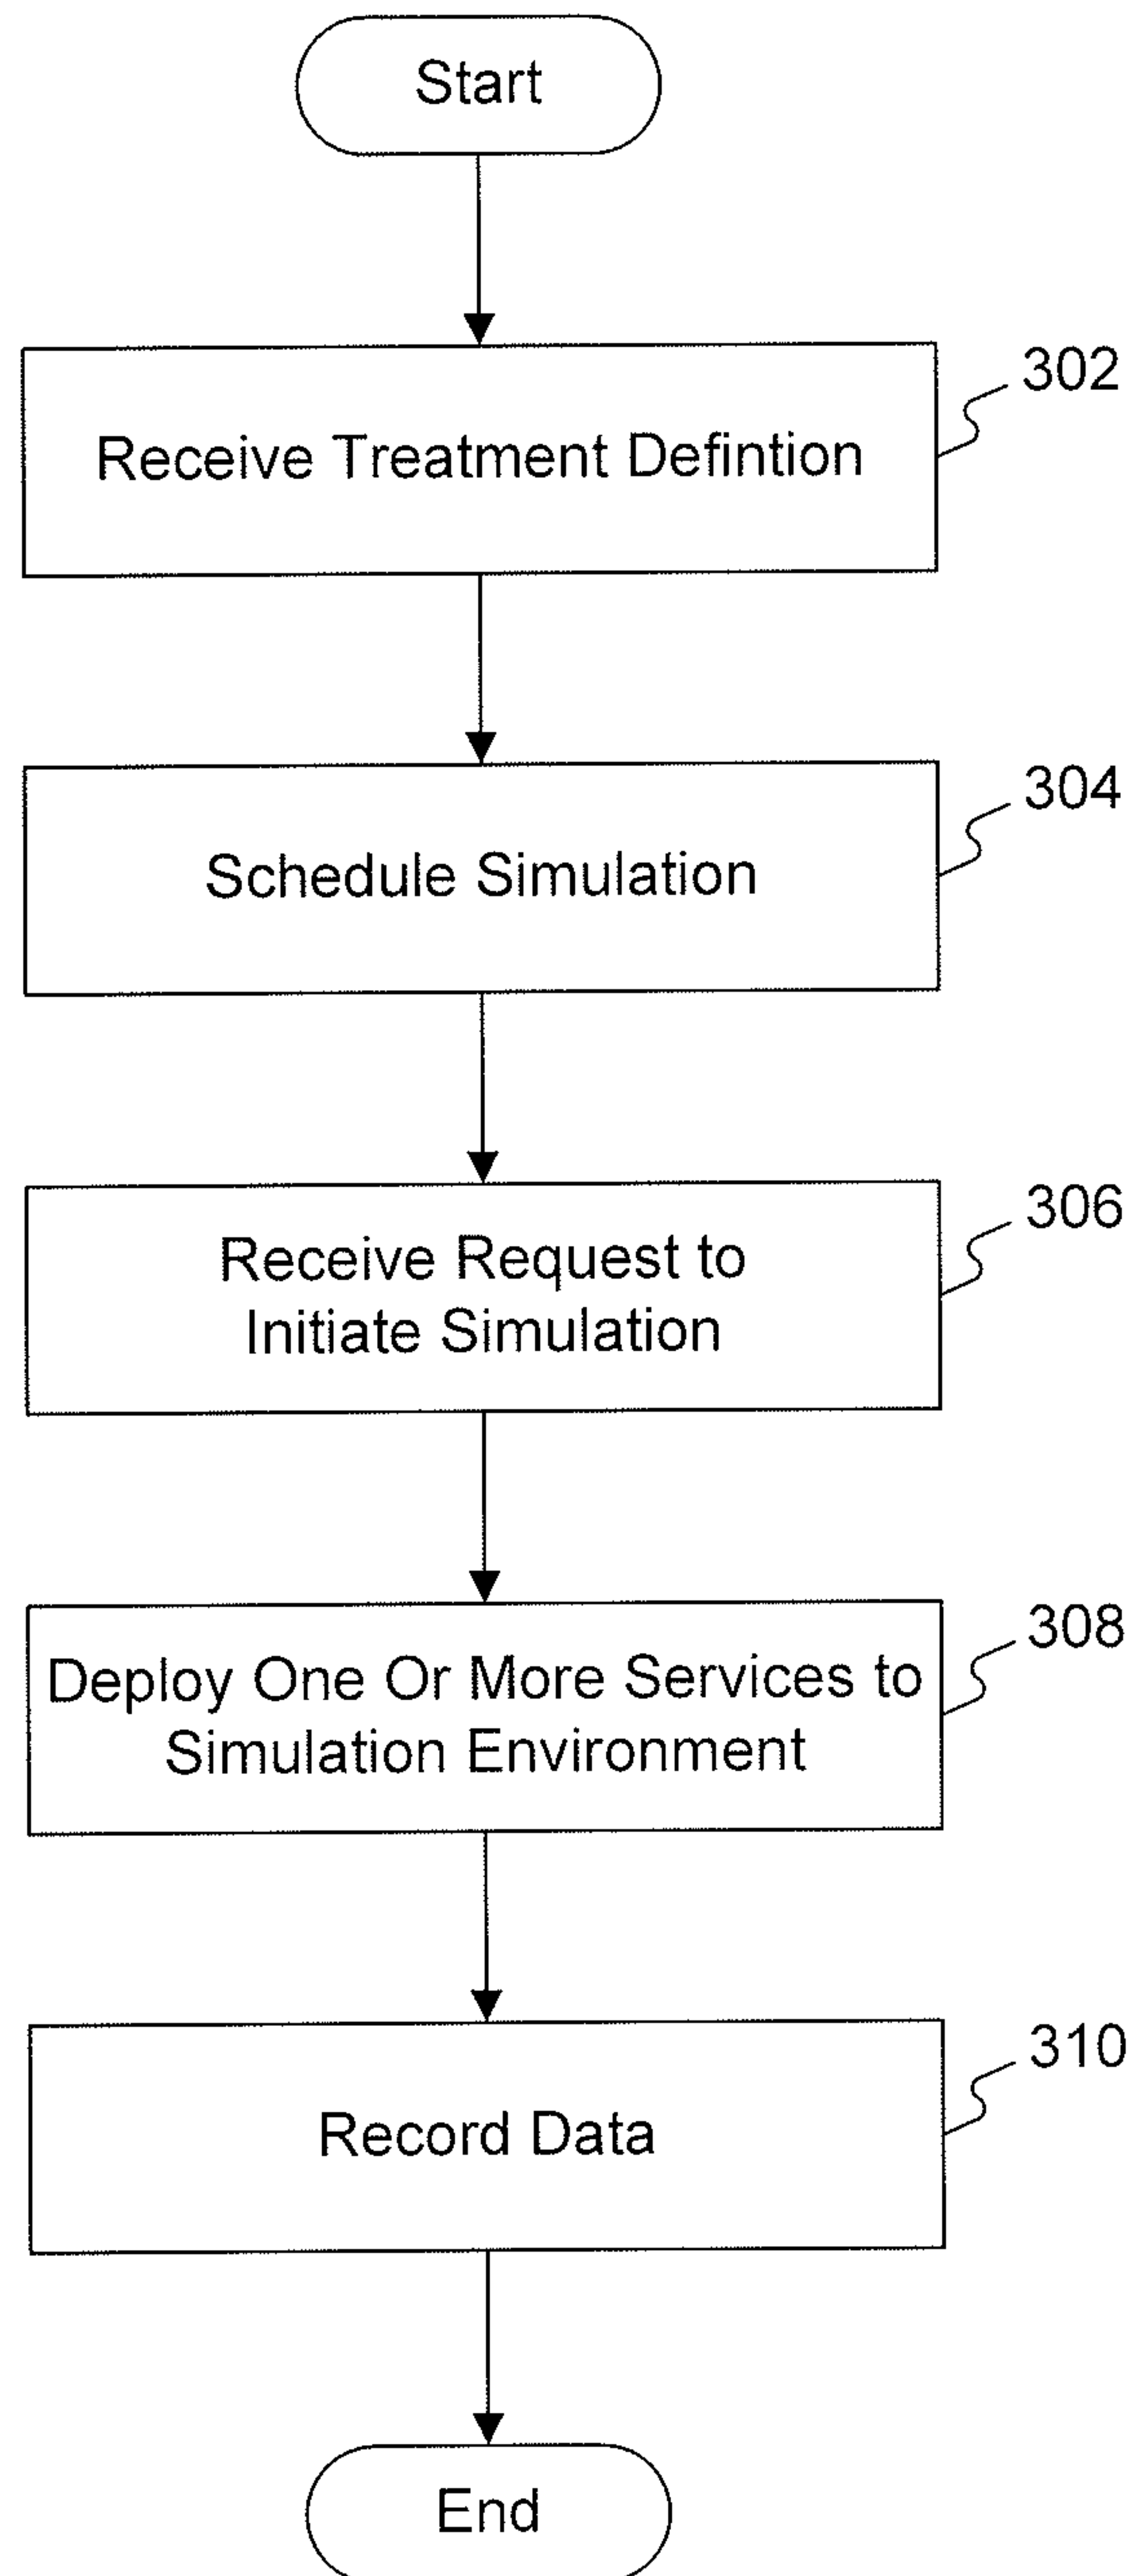 Start
302
Receive Treatment Defintion
304
Schedule Simulation
306
Receive Request to
Initiate Simulation
308
Deploy One Or More Services to
Simulation Environment
310
Record Data
End